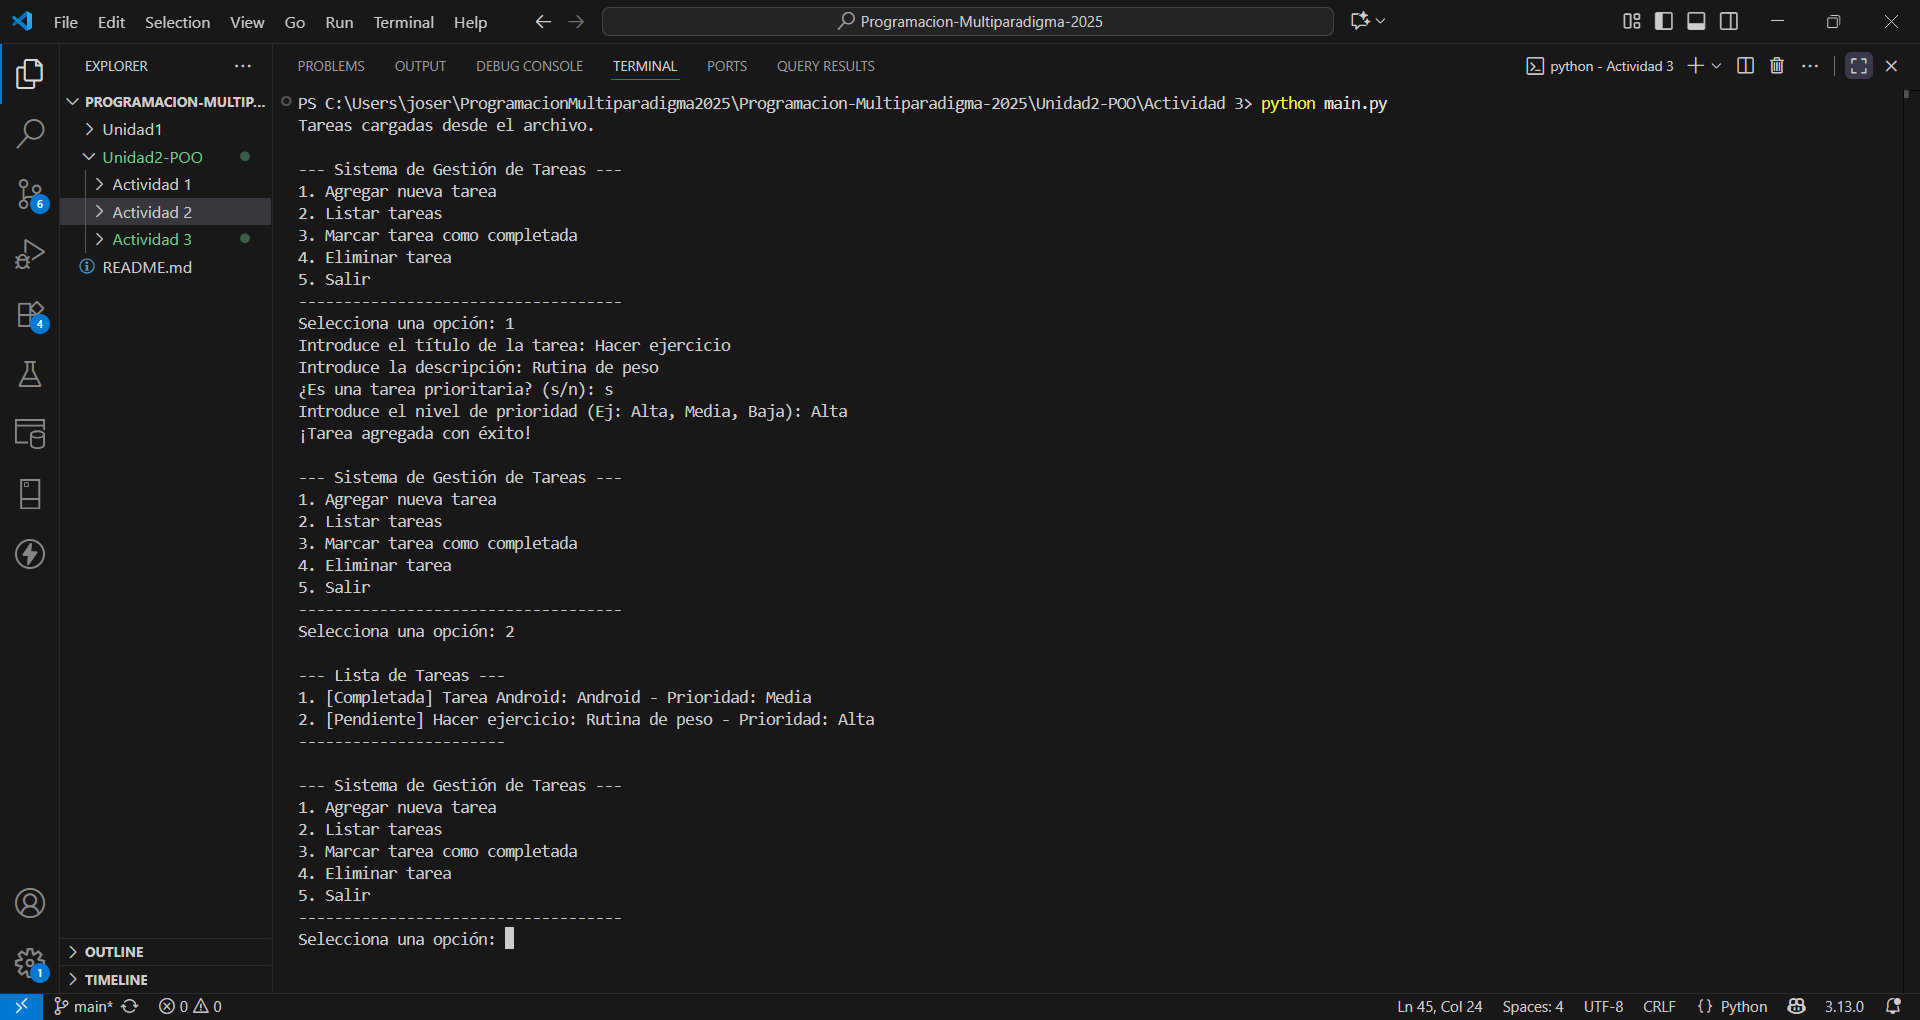 File Edit Selection View Go Run Terminal Help
Programacion-Multiparadigma-2025
EXPLORER
PROGRAMACION-MULTIP...
Unidad1
Unidad2-POO
Actividad 1
Actividad 2
Actividad 3
README.md
OUTLINE
TIMELINE
6
4
1
PROBLEMS OUTPUT DEBUG CONSOLE TERMINAL PORTS QUERY RESULTS
python - Actividad 3
PS C:\Users\joser\ProgramacionMultiparadigma2025\Programacion-Multiparadigma-2025\Unidad2-POO\Actividad 3> python main.py
Tareas cargadas desde el archivo.
--- Sistema de Gestión de Tareas ---
1. Agregar nueva tarea
2. Listar tareas
3. Marcar tarea como completada
4. Eliminar tarea
5. Salir
------------------------------------
Selecciona una opción: 1
Introduce el título de la tarea: Hacer ejercicio
Introduce la descripción: Rutina de peso
¿Es una tarea prioritaria? (s/n): s
Introduce el nivel de prioridad (Ej: Alta, Media, Baja): Alta
¡Tarea agregada con éxito!
--- Sistema de Gestión de Tareas ---
1. Agregar nueva tarea
2. Listar tareas
3. Marcar tarea como completada
4. Eliminar tarea
5. Salir
------------------------------------
Selecciona una opción: 2
--- Lista de Tareas ---
1. [Completada] Tarea Android: Android - Prioridad: Media
2. [Pendiente] Hacer ejercicio: Rutina de peso - Prioridad: Alta
-----------------------
--- Sistema de Gestión de Tareas ---
1. Agregar nueva tarea
2. Listar tareas
3. Marcar tarea como completada
4. Eliminar tarea
5. Salir
------------------------------------
Selecciona una opción:
main* 0 0 Ln 45, Col 24 Spaces: 4 UTF-8 CRLF {} Python 3.13.0